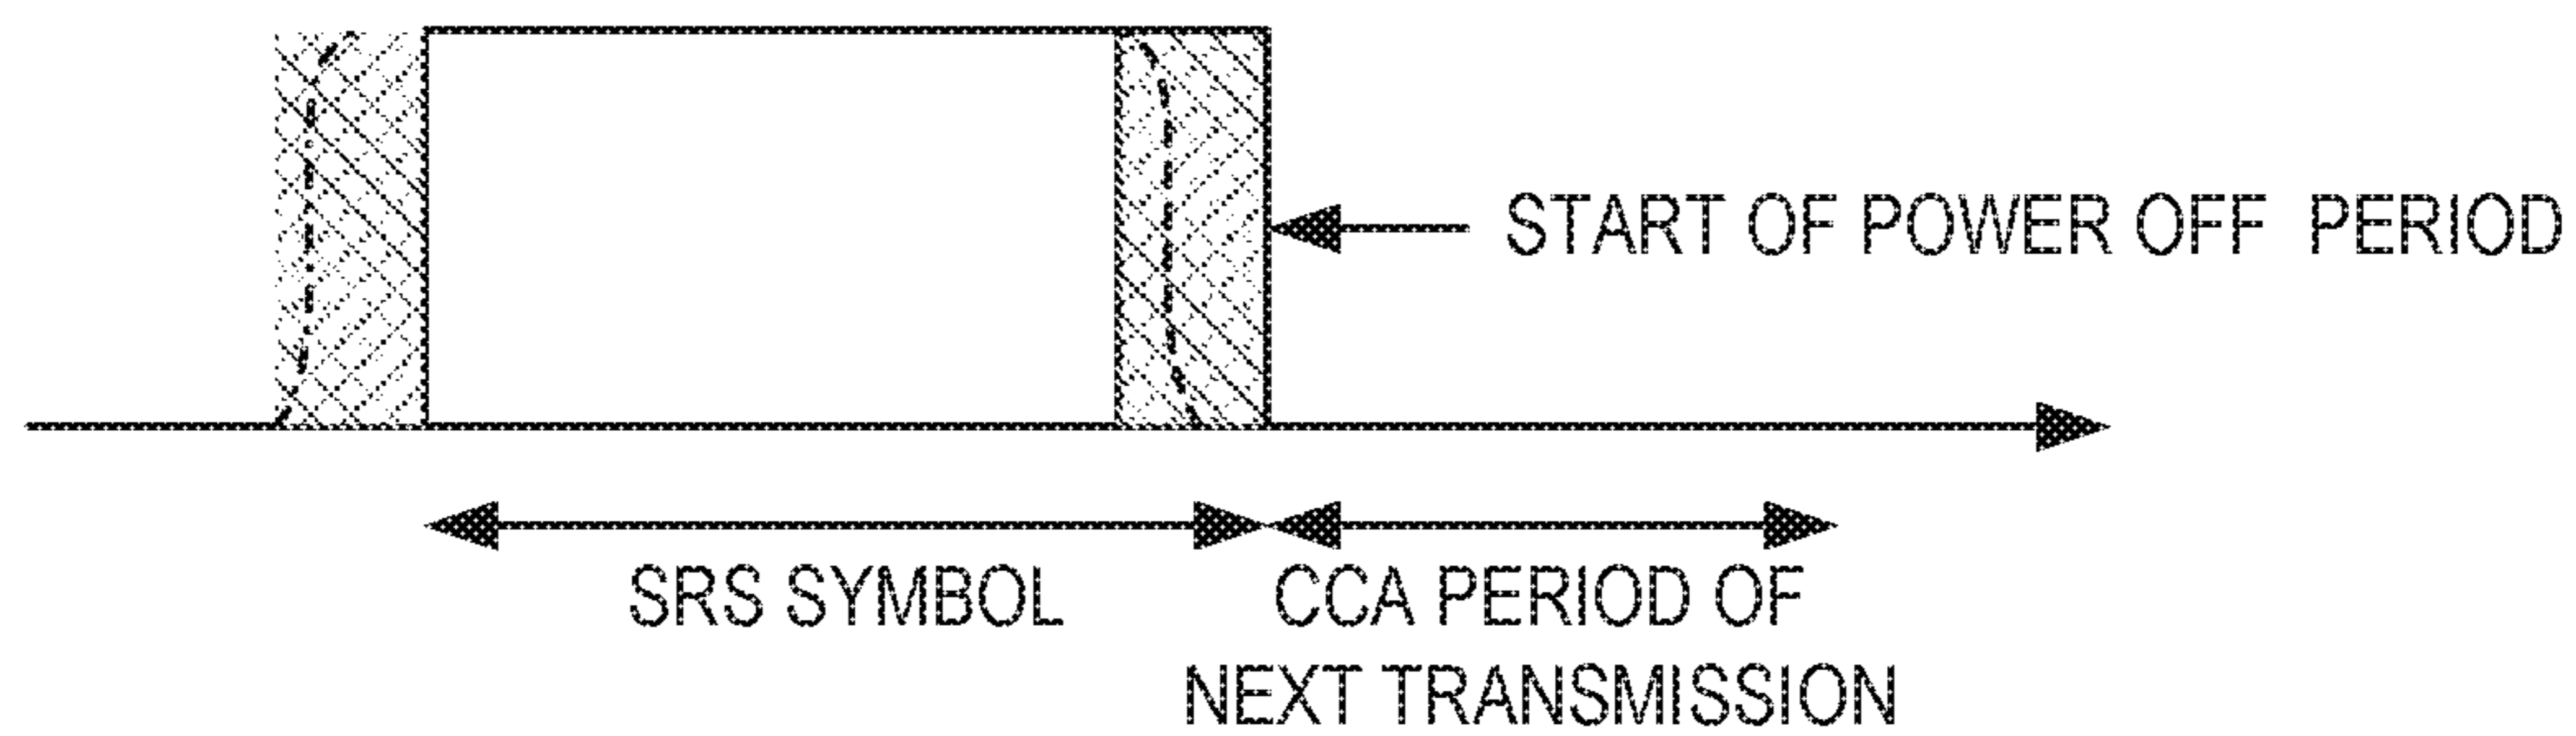 START OF POWER OFF PERIOD
SRS SYMBOL
CCA PERIOD OF
NEXT TRANSMISSION